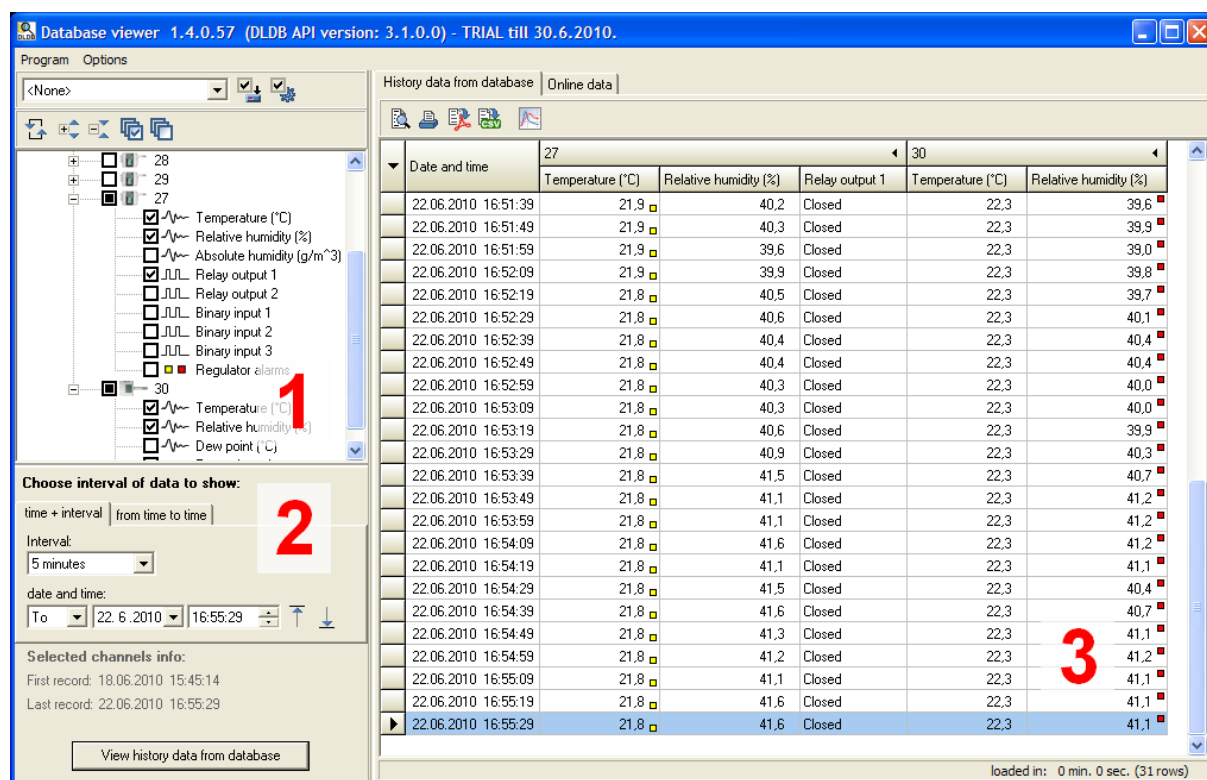 Database viewer 1.4.0.57 (DLDB API version: 3.1.0.0) - TRIAL till 30.6.2010.
Program Options
<None>
28
29
27
Temperature (°C)
Relative humidity (%)
Absolute humidity (g/m^3)
Relay output 1
Relay output 2
Binary input 1
Binary input 2
Binary input 3
Regulator alarms
30
Temperature (°C)
Relative humidity (%)
Dew point (°C)
1
Choose interval of data to show:
time + interval from time to time
2
Interval:
5 minutes
date and time:
To 22. 6 .2010 16:55:29
Selected channels info:
First record: 18.06.2010 15:45:14
Last record: 22.06.2010 16:55:29
View history data from database
History data from database Online data
CSV
Date and time 27 30
Temperature (°C) Relative humidity (%) Relay output 1 Temperature (°C) Relative humidity (%)
22.06.2010 16:51:39 21,9 40,2 Closed 22,3 39,6
22.06.2010 16:51:49 21,9 40,3 Closed 22,3 39,9
22.06.2010 16:51:59 21,9 39,6 Closed 22,3 39,0
22.06.2010 16:52:09 21,9 39,9 Closed 22,3 39,8
22.06.2010 16:52:19 21,8 40,5 Closed 22,3 39,7
22.06.2010 16:52:29 21,8 40,6 Closed 22,3 40,1
22.06.2010 16:52:39 21,8 40,4 Closed 22,3 40,4
22.06.2010 16:52:49 21,8 40,4 Closed 22,3 40,4
22.06.2010 16:52:59 21,8 40,3 Closed 22,3 40,0
22.06.2010 16:53:09 21,8 40,3 Closed 22,3 40,0
22.06.2010 16:53:19 21,8 40,6 Closed 22,3 39,9
22.06.2010 16:53:29 21,8 40,9 Closed 22,3 40,3
22.06.2010 16:53:39 21,8 41,5 Closed 22,3 40,7
22.06.2010 16:53:49 21,8 41,1 Closed 22,3 41,2
22.06.2010 16:53:59 21,8 41,1 Closed 22,3 41,2
22.06.2010 16:54:09 21,8 41,6 Closed 22,3 41,2
22.06.2010 16:54:19 21,8 41,1 Closed 22,3 41,1
22.06.2010 16:54:29 21,8 41,5 Closed 22,3 40,4
22.06.2010 16:54:39 21,8 41,6 Closed 22,3 40,7
22.06.2010 16:54:49 21,8 41,3 Closed 22,3 41,1
22.06.2010 16:54:59 21,8 41,2 Closed 22,3 41,2
22.06.2010 16:55:09 21,8 41,1 Closed 22,3 41,1
22.06.2010 16:55:19 21,8 41,6 Closed 22,3 41,1
22.06.2010 16:55:29 21,8 41,6 Closed 22,3 41,1
3
loaded in: 0 min. 0 sec. (31 rows)